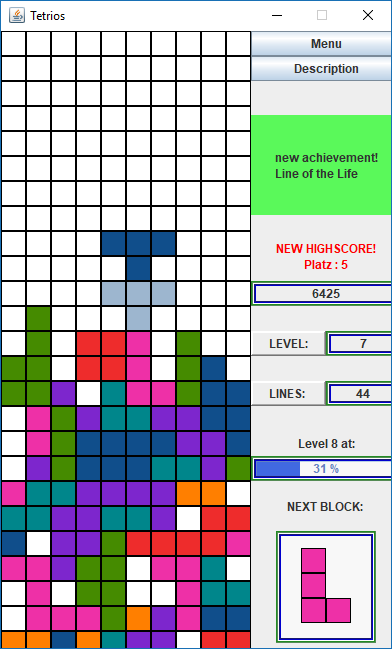 Tetrios
Menu
Description
new achievement!
Line of the Life
NEW HIGHSCORE!
Platz : 5
6425
LEVEL: 7
LINES: 44
Level 8 at:
31 %
NEXT BLOCK: